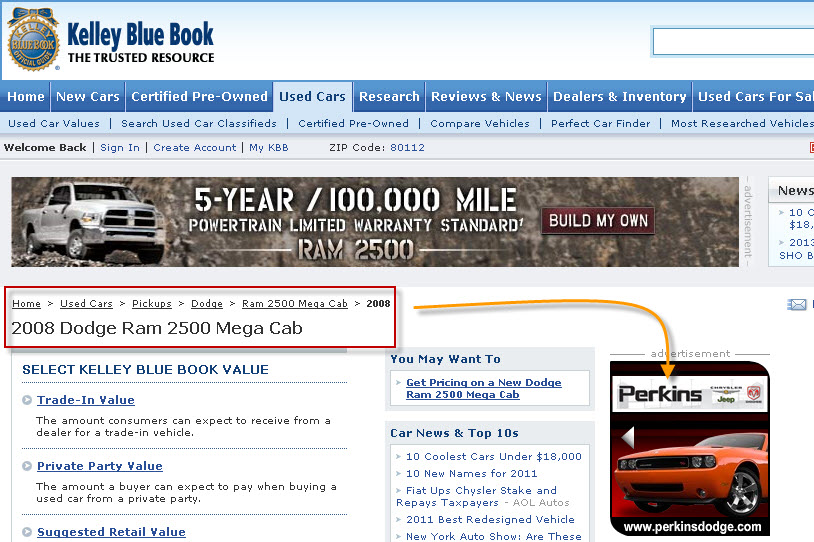 KELLEY
BLUE BOOK
OFFICIAL GUIDE
Kelley Blue Book
THE TRUSTED RESOURCE
Home New Cars Certified Pre-Owned Used Cars Research Reviews & News Dealers & Inventory Used Cars For Sal
Used Car Values | Search Used Car Classifieds | Certified Pre-Owned | Compare Vehicles | Perfect Car Finder | Most Researched Vehicles
Welcome Back | Sign In | Create Account | My KBB ZIP Code: 80112
5-YEAR / 100,000 MILE
POWERTRAIN LIMITED WARRANTY STANDARD¹
RAM 2500
BUILD MY OWN
advertisement
News
10 C
$18,
2013
SHO B
Home > Used Cars > Pickups > Dodge > Ram 2500 Mega Cab > 2008
2008 Dodge Ram 2500 Mega Cab
SELECT KELLEY BLUE BOOK VALUE
Trade-In Value
The amount consumers can expect to receive from a
dealer for a trade-in vehicle.
Private Party Value
The amount a buyer can expect to pay when buying a
used car from a private party.
Suggested Retail Value
You May Want To
Get Pricing on a New Dodge
Ram 2500 Mega Cab
Car News & Top 10s
10 Coolest Cars Under $18,000
10 New Names for 2011
Fiat Ups Chysler Stake and
Repays Taxpayers - AOL Autos
2011 Best Redesigned Vehicle
New York Auto Show: Are These
advertisement
Perkins
CHRYSLER
Jeep
www.perkinsdodge.com